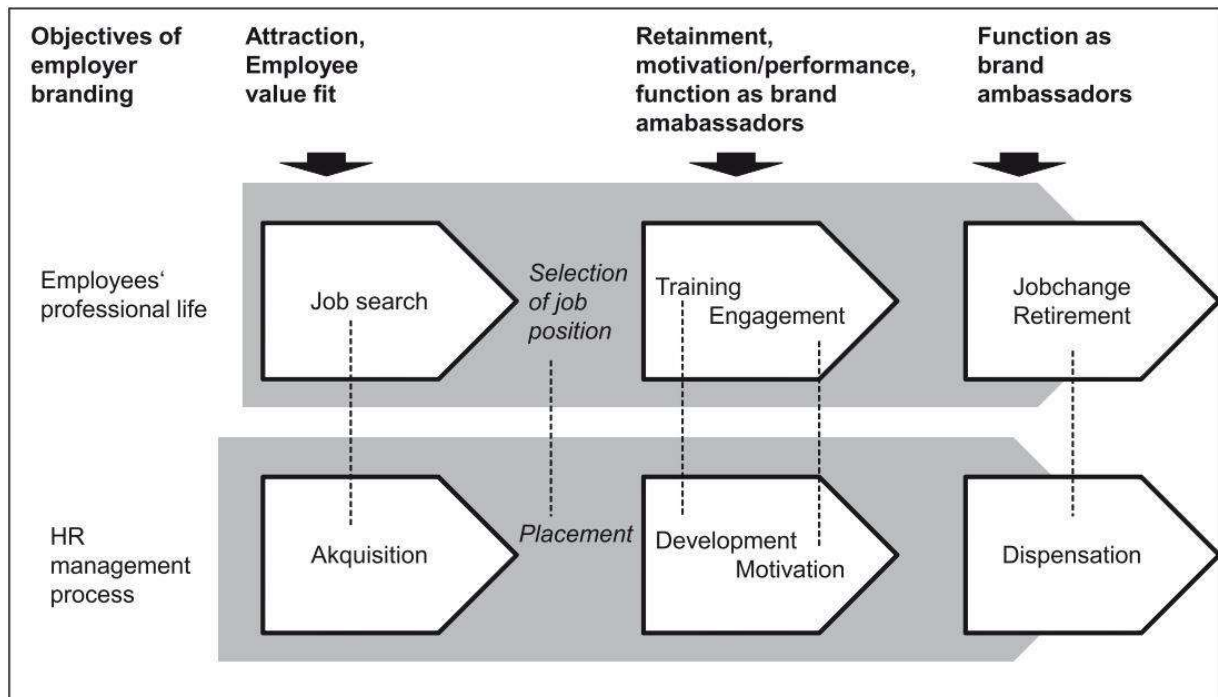 Objectives of
employer
branding
Attraction,
Employee
value fit
Retainment,
motivation/performance,
function as brand
amabassadors
Function as
brand
ambassadors
Employees‘
professional life
Job search
Selection
of job
position
Training
Engagement
Jobchange
Retirement
HR
management
process
Akquisition
Placement
Development
Motivation
Dispensation